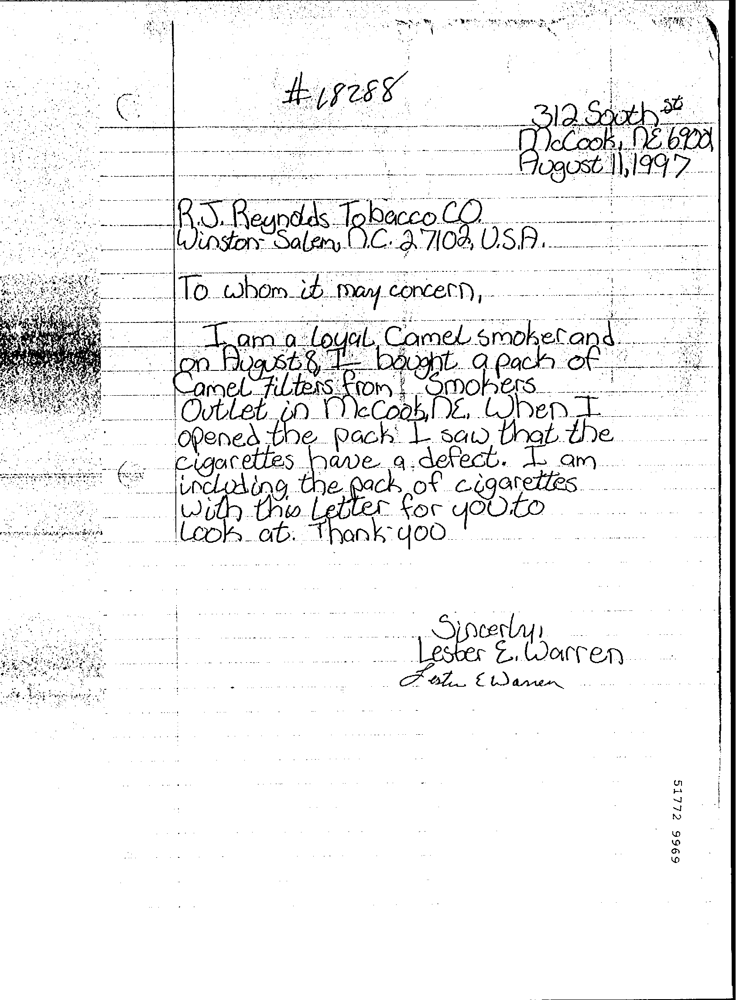 #18288
312 South st
McCook, NE 69001
August 11, 1997
R.J. Reynolds Tobacco CO.
Winston-Salem, N.C. 27102, U.S.A.
To whom it may concern,
I am a loyal Camel smoker and
on August 8, I bought a pack of
Camel filters from Smokers
Outlet in McCook, NE. When I
opened the pack I saw that the
cigarettes have a defect. I am
including the pack of cigarettes
with this letter for you to
look at. Thank-you
Sincerly,
Lester E. Warren
Lester E Warren
51772 9969